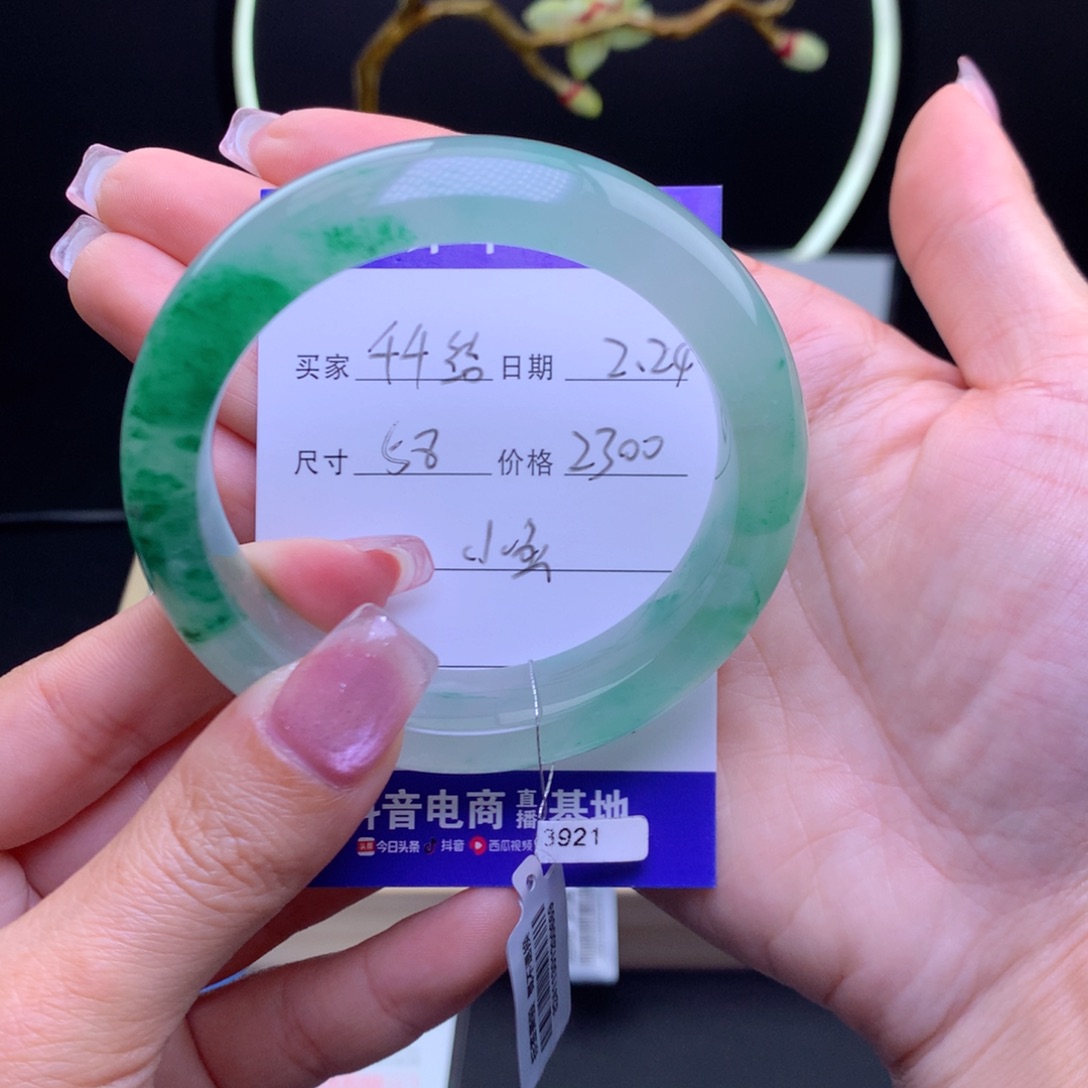 买家 44 给 日期 2.24
尺寸 58 价格 2300
抖音电商 直播 基地
今日头条 抖音 西瓜视频
3921